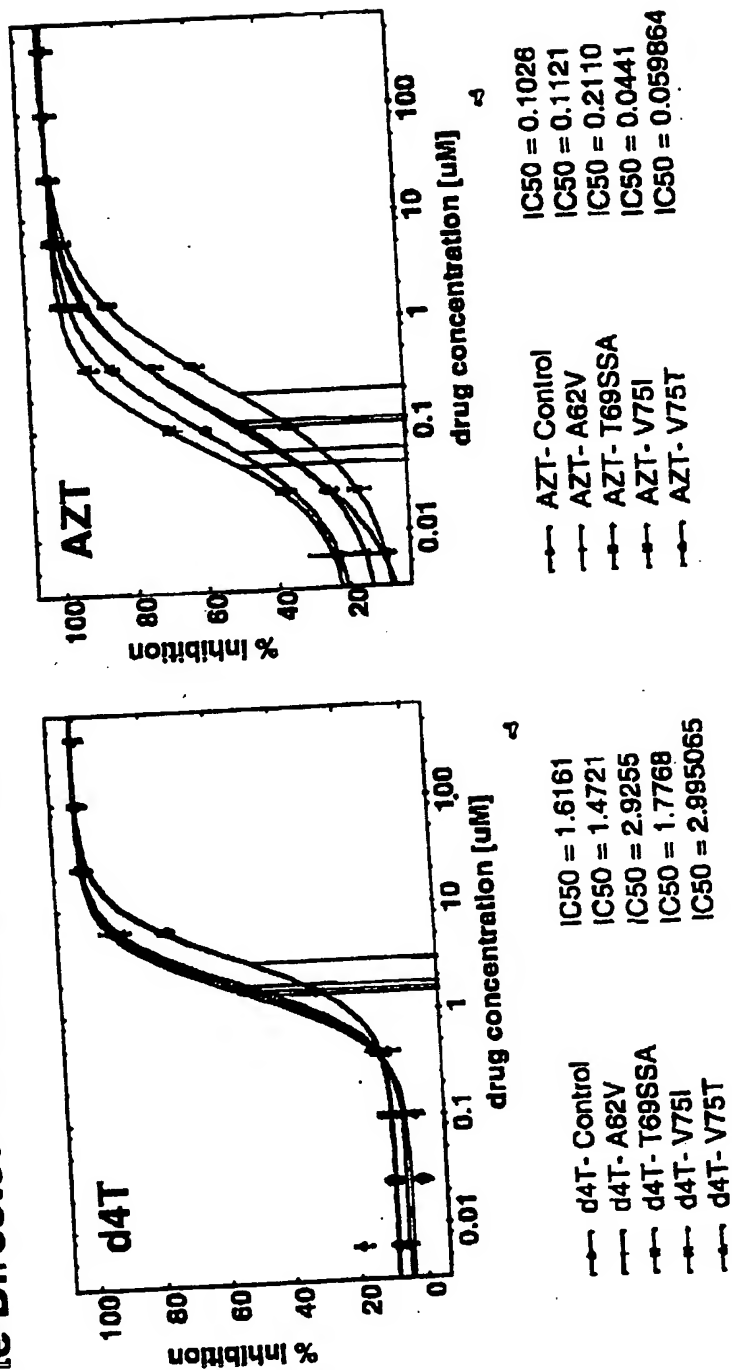 d4T
% Inhibition
100
80
60
40
20
0
0.01
0.1
1
10
100
drug concentration [uM]
d4T- Control IC50 = 1.6161
d4T- A62V IC50 = 1.4721
d4T- T69SSA IC50 = 2.9255
d4T- V75I IC50 = 1.7768
d4T- V75T IC50 = 2.995065
AZT
% Inhibition
100
80
60
40
20
0.01
0.1
1
10
100
drug concentration [uM]
AZT- Control IC50 = 0.1026
AZT- A62V IC50 = 0.1121
AZT- T69SSA IC50 = 0.2110
AZT- V75I IC50 = 0.0441
AZT- V75T IC50 = 0.059864